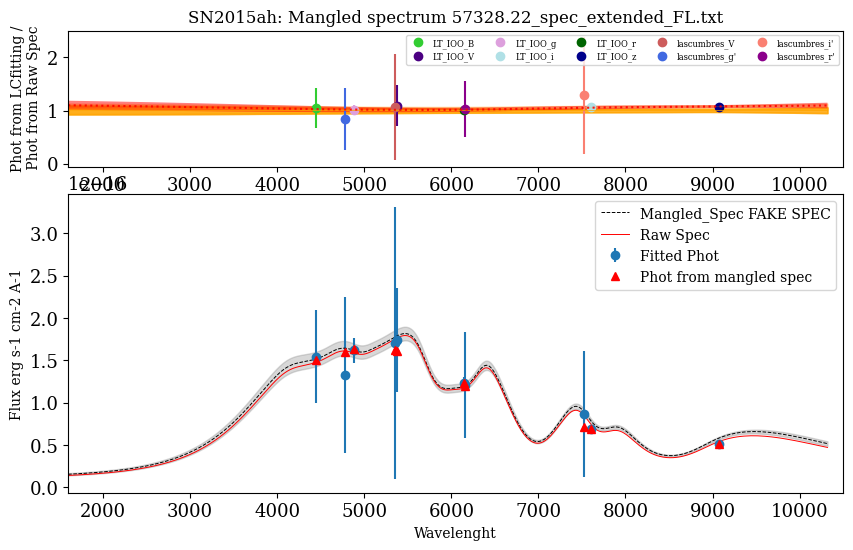 SN2015ah: Mangled spectrum 57328.22_spec_extended_FL.txt
Phot from LCfitting /
Phot from Raw Spec
2
1
0
LT_IOO_B
LT_IOO_g
LT_IOO_r
lascumbres_V
lascumbres_i'
LT_IOO_V
LT_IOO_i
LT_IOO_z
lascumbres_g'
lascumbres_r'
2000 3000 4000 5000 6000 7000 8000 9000 10000
1e-16
Flux erg s-1 cm-2 A-1
3.0
2.5
2.0
1.5
1.0
0.5
0.0
Mangled_Spec FAKE SPEC
Raw Spec
Fitted Phot
Phot from mangled spec
2000 3000 4000 5000 6000 7000 8000 9000 10000
Wavelenght